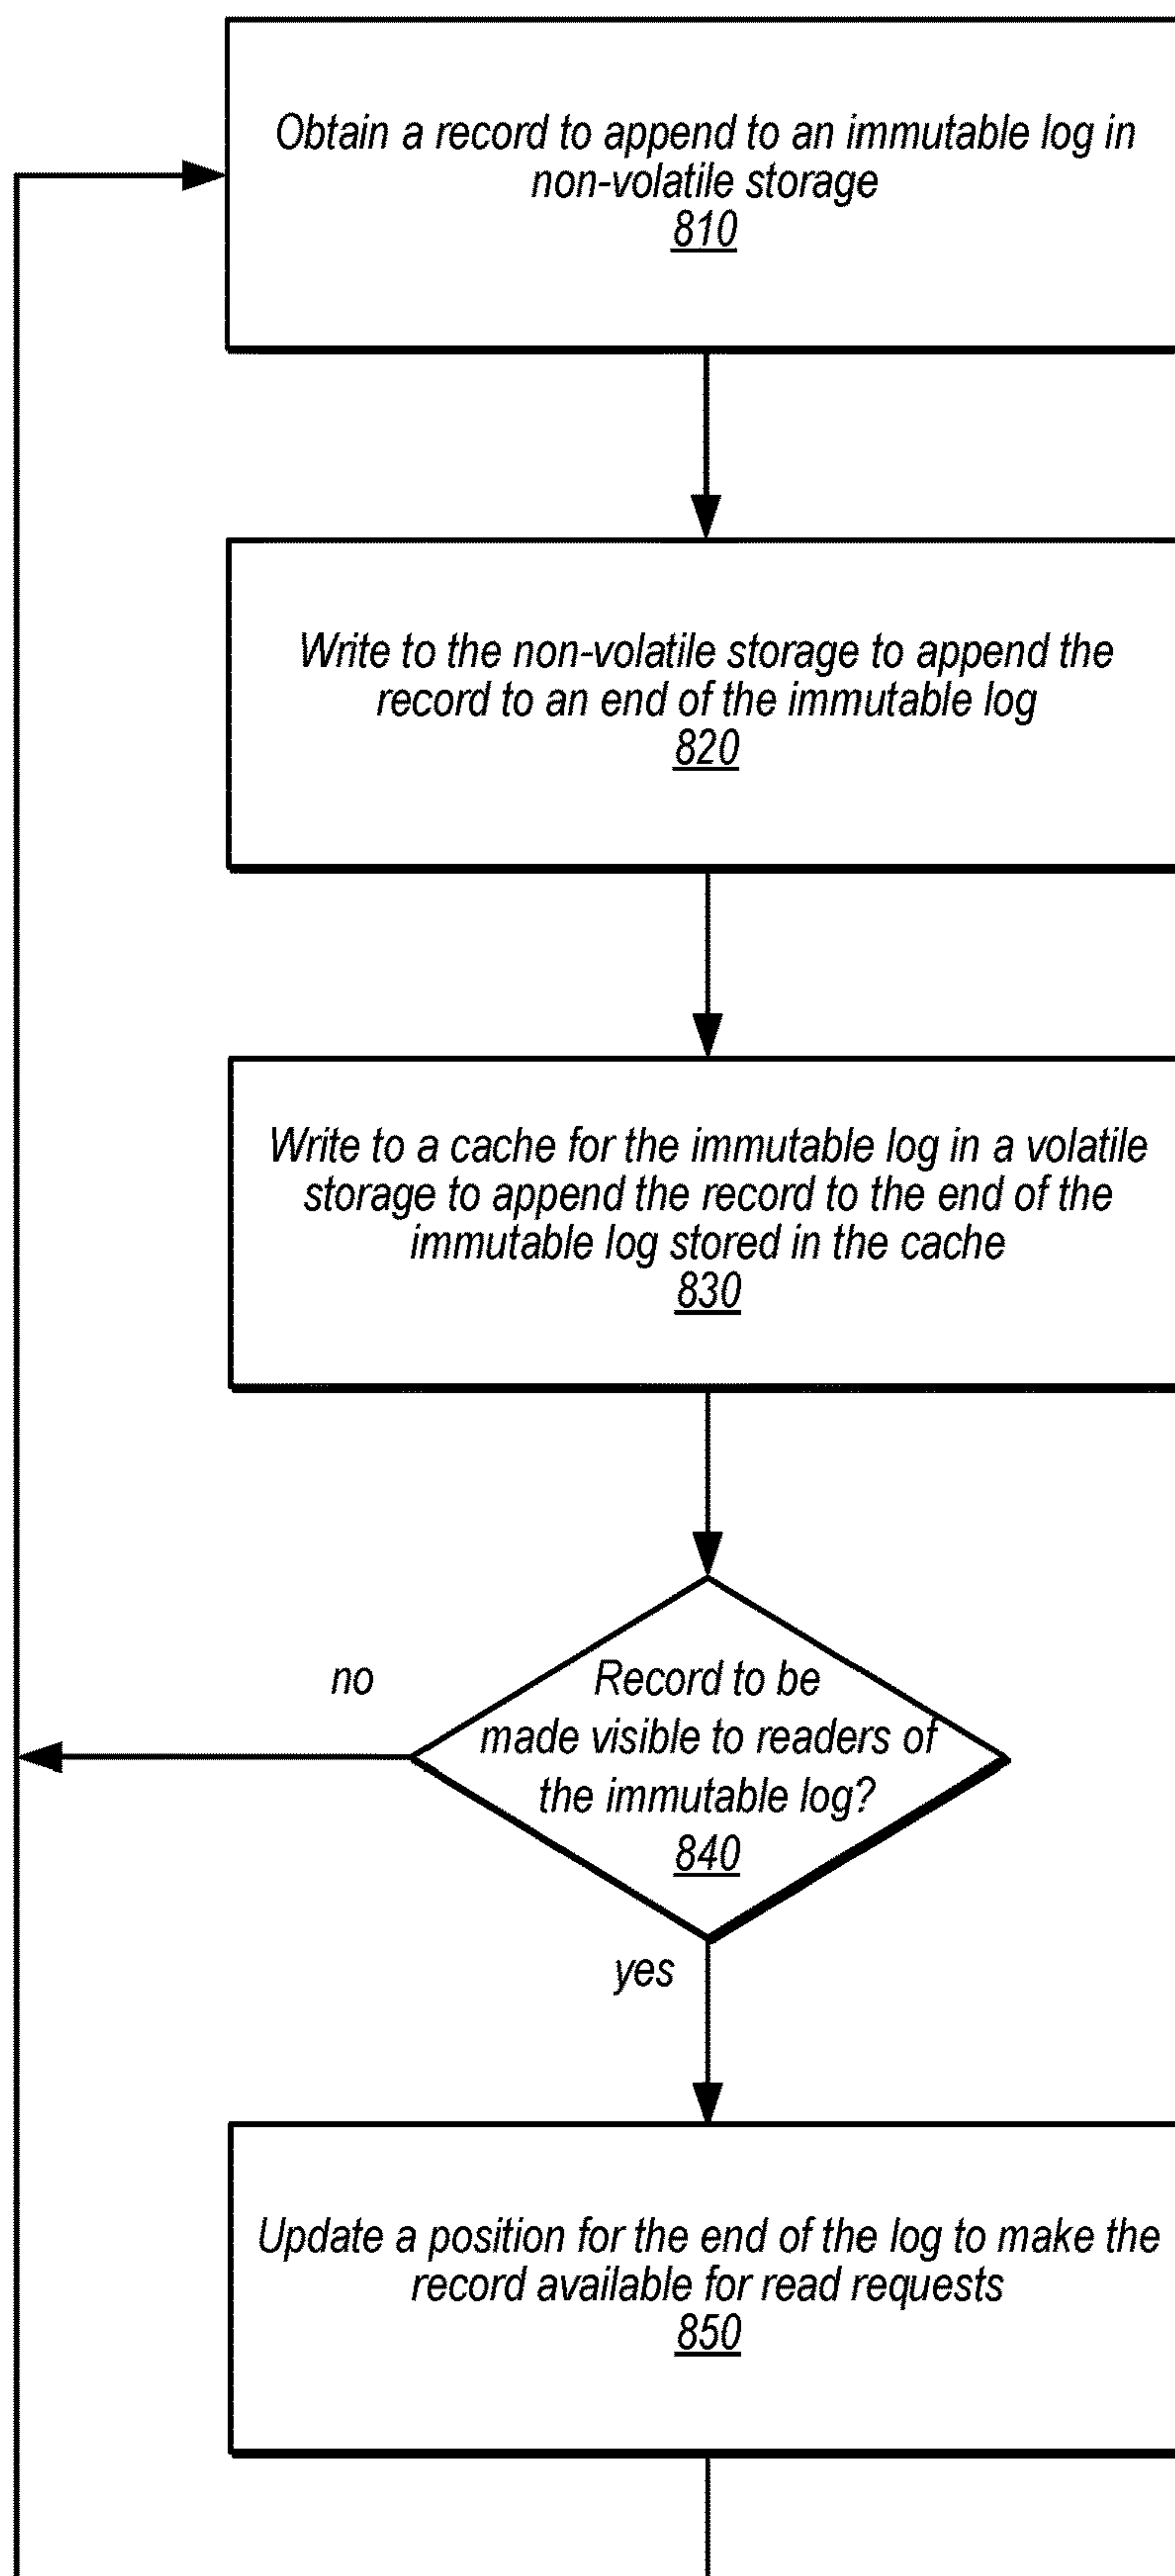 Obtain a record to append to an immutable log in
non-volatile storage
810
Write to the non-volatile storage to append the
record to an end of the immutable log
820
Write to a cache for the immutable log in a volatile
storage to append the record to the end of the
immutable log stored in the cache
830
no
Record to be
made visible to readers of
the immutable log?
840
yes
Update a position for the end of the log to make the
record available for read requests
850